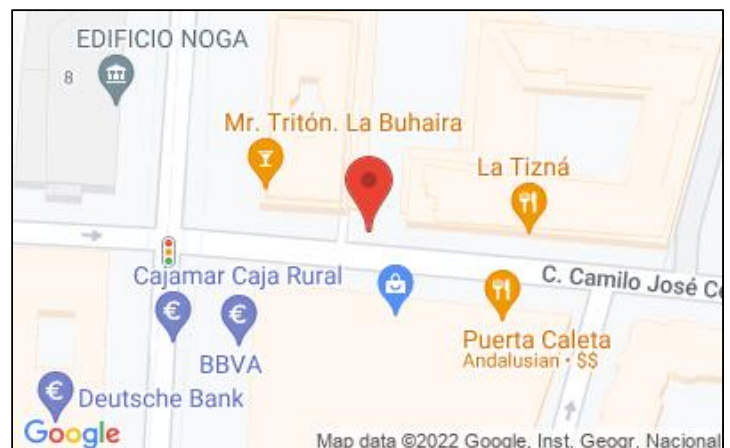 EDIFICIO NOGA
8
Mr. Tritón. La Buhaira
La Tizná
Cajamar Caja Rural
C. Camilo José C
BBVA
Puerta Caleta
Andalusian · $$
Deutsche Bank
Google
Map data ©2022 Google, Inst. Geogr. Nacional